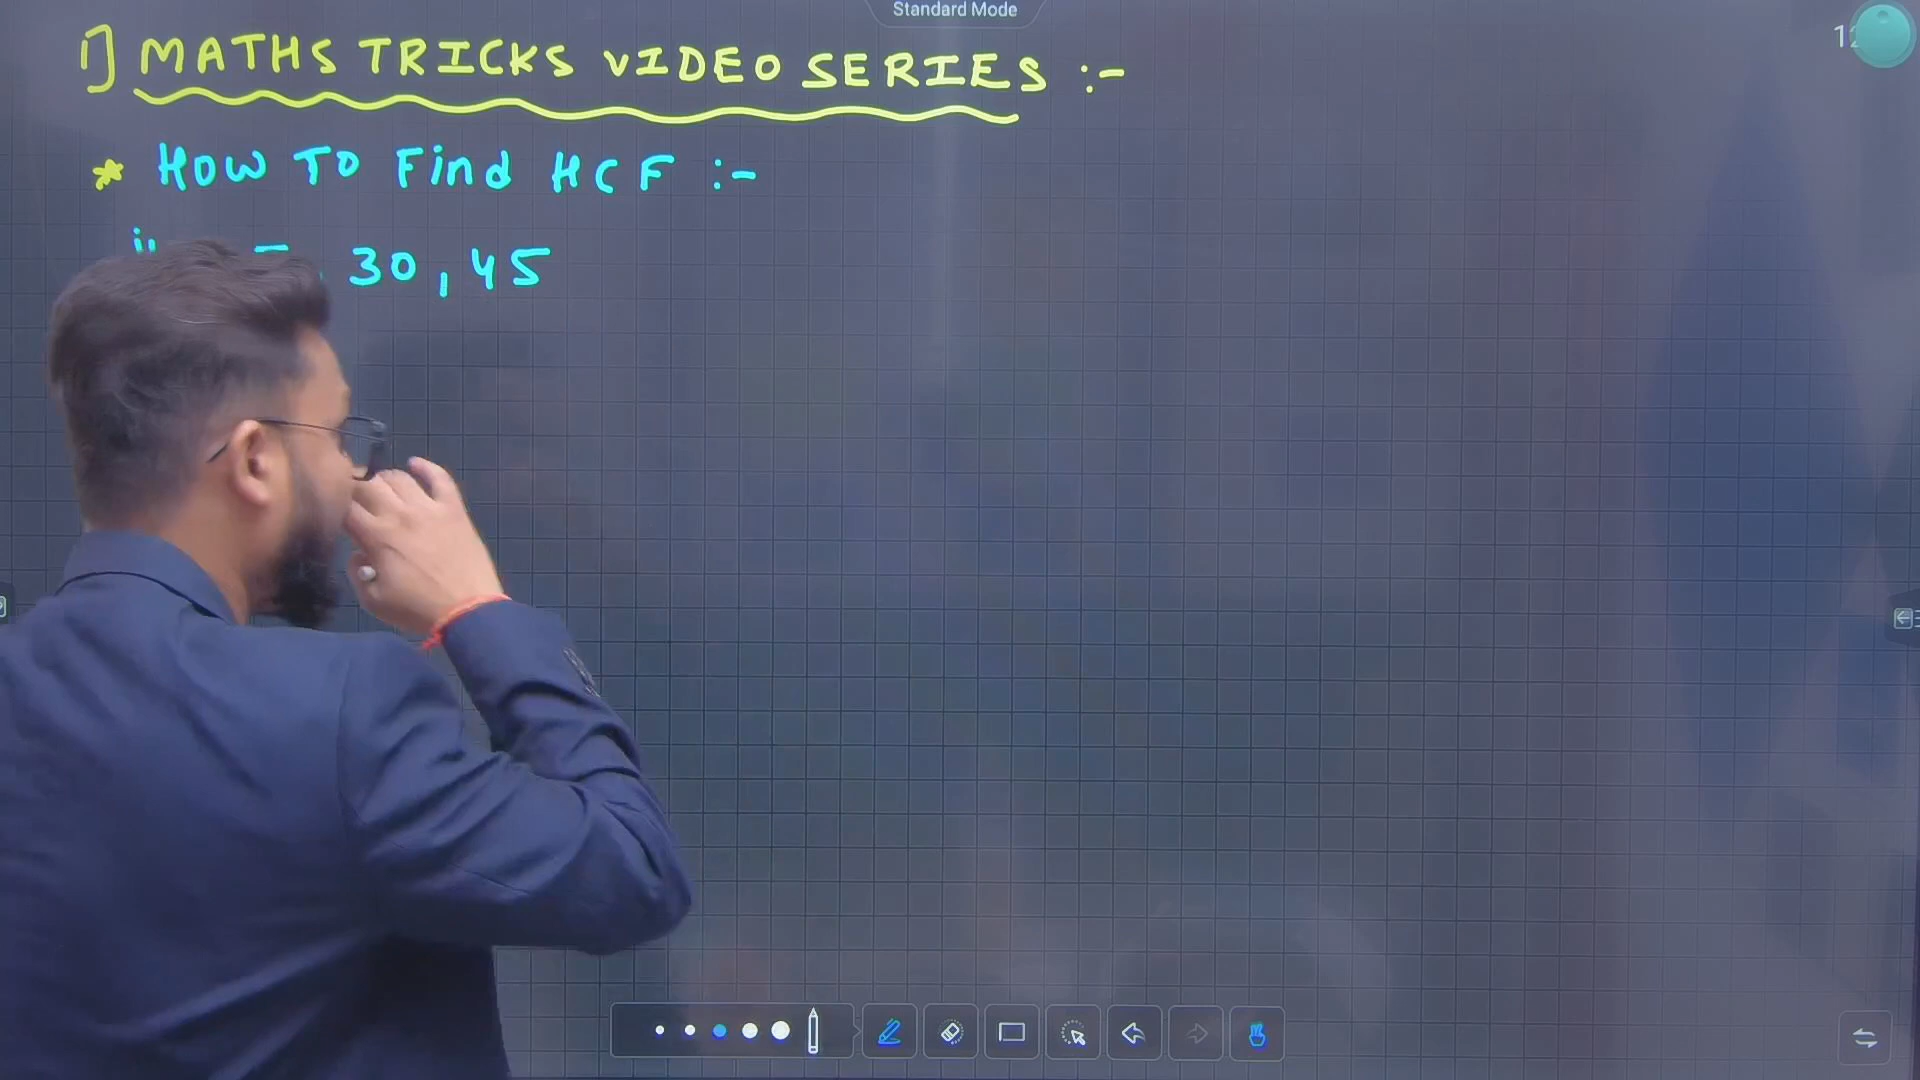 Standard Mode
1] MATHS TRICKS VIDEO SERIES :-
* HOW TO Find HCF :-
30, 45